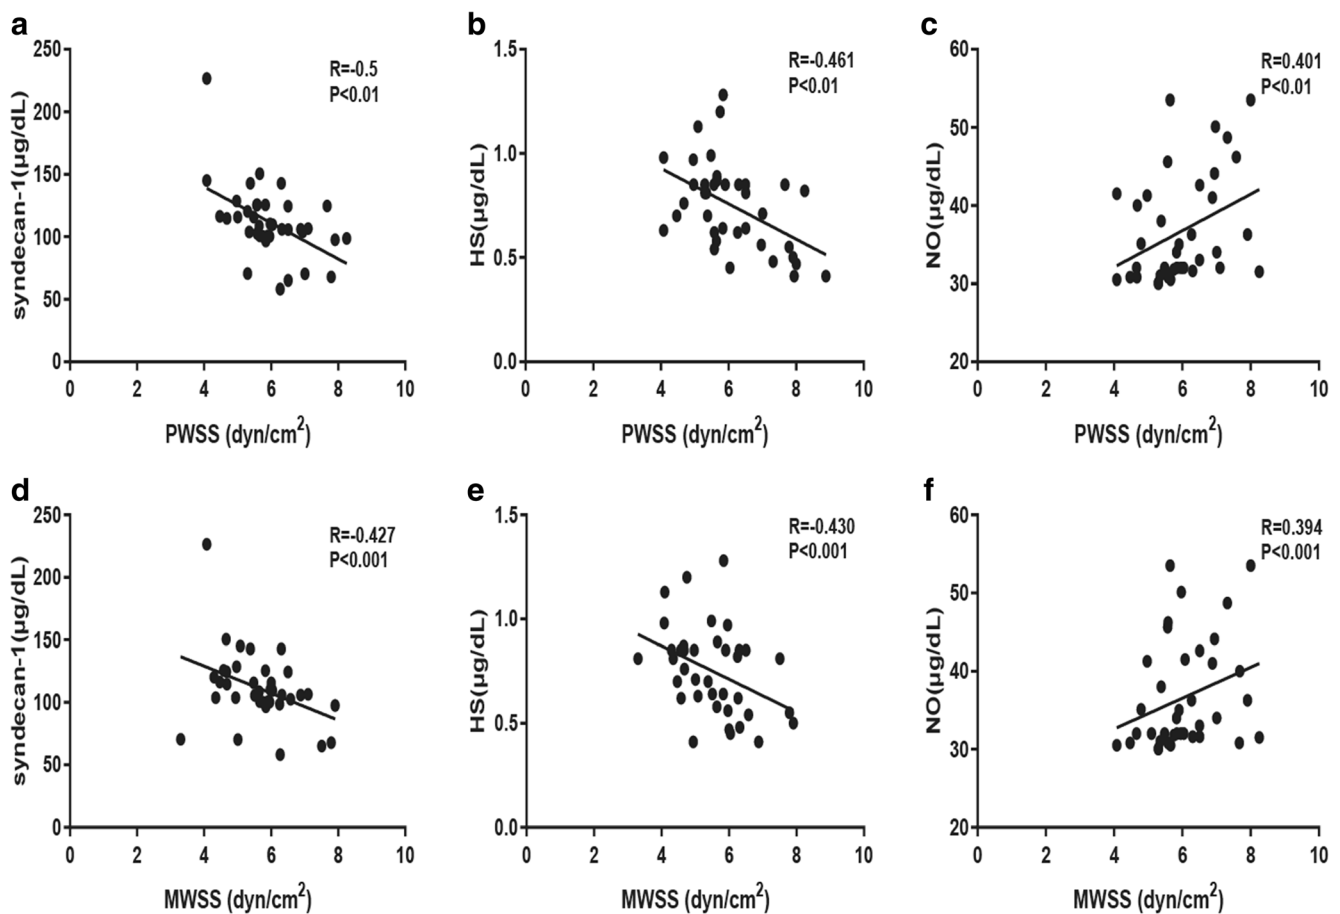 a
R=-0.5
P<0.01
syndecan-1(µg/dL)
250
200
150
100
50
0
0 2 4 6 8 10
PWSS (dyn/cm2)
b
R=-0.461
P<0.01
HS(µg/dL)
1.5
1.0
0.5
0.0
0 2 4 6 8 10
PWSS (dyn/cm2)
c
R=0.401
P<0.01
NO(µg/dL)
60
50
40
30
20
0 2 4 6 8 10
PWSS (dyn/cm2)
d
R=-0.427
P<0.001
syndecan-1(µg/dL)
250
200
150
100
50
0
0 2 4 6 8 10
MWSS (dyn/cm2)
e
R=-0.430
P<0.001
HS(µg/dL)
1.5
1.0
0.5
0.0
0 2 4 6 8 10
MWSS (dyn/cm2)
f
R=0.394
P<0.001
NO(µg/dL)
60
50
40
30
20
0 2 4 6 8 10
MWSS (dyn/cm2)